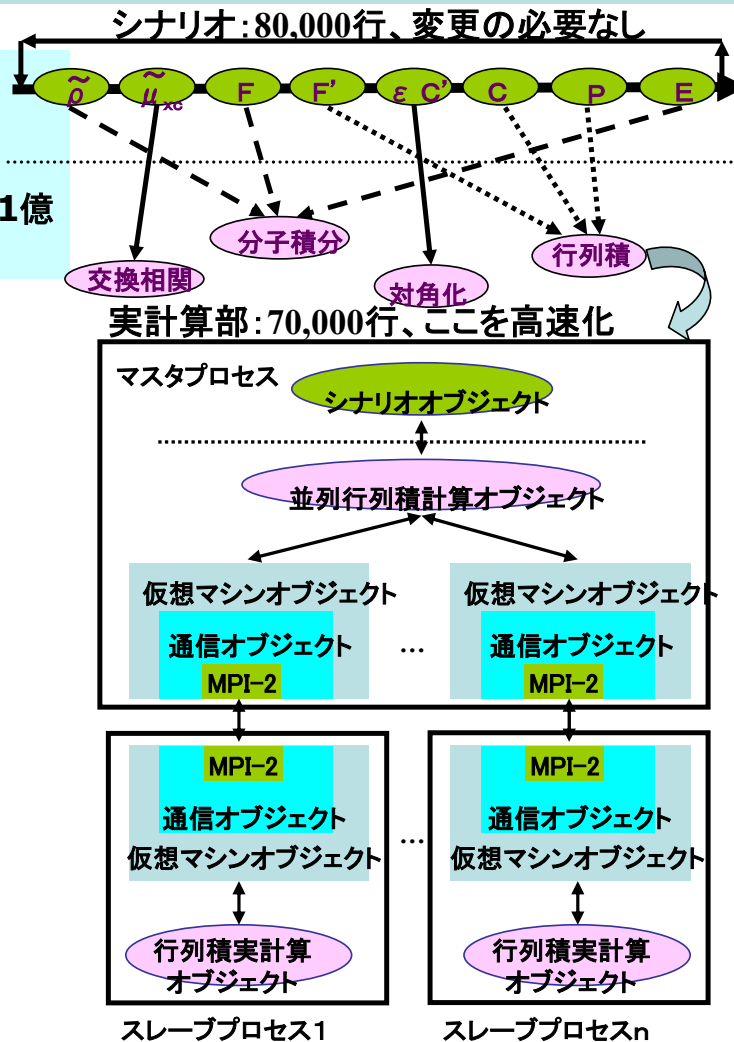 シナリオ：80,000行、変更の必要なし
ρ̃ μ̃xc F F' ε C' C P E
1億
分子積分
行列積
交換相関
対角化
実計算部：70,000行、ここを高速化
マスタプロセス
シナリオオブジェクト
並列行列積計算オブジェクト
仮想マシンオブジェクト 仮想マシンオブジェクト
通信オブジェクト … 通信オブジェクト
MPI-2 MPI-2
MPI-2 MPI-2
通信オブジェクト … 通信オブジェクト
仮想マシンオブジェクト 仮想マシンオブジェクト
行列積実計算 行列積実計算
オブジェクト オブジェクト
スレーブプロセス1 スレーブプロセスn